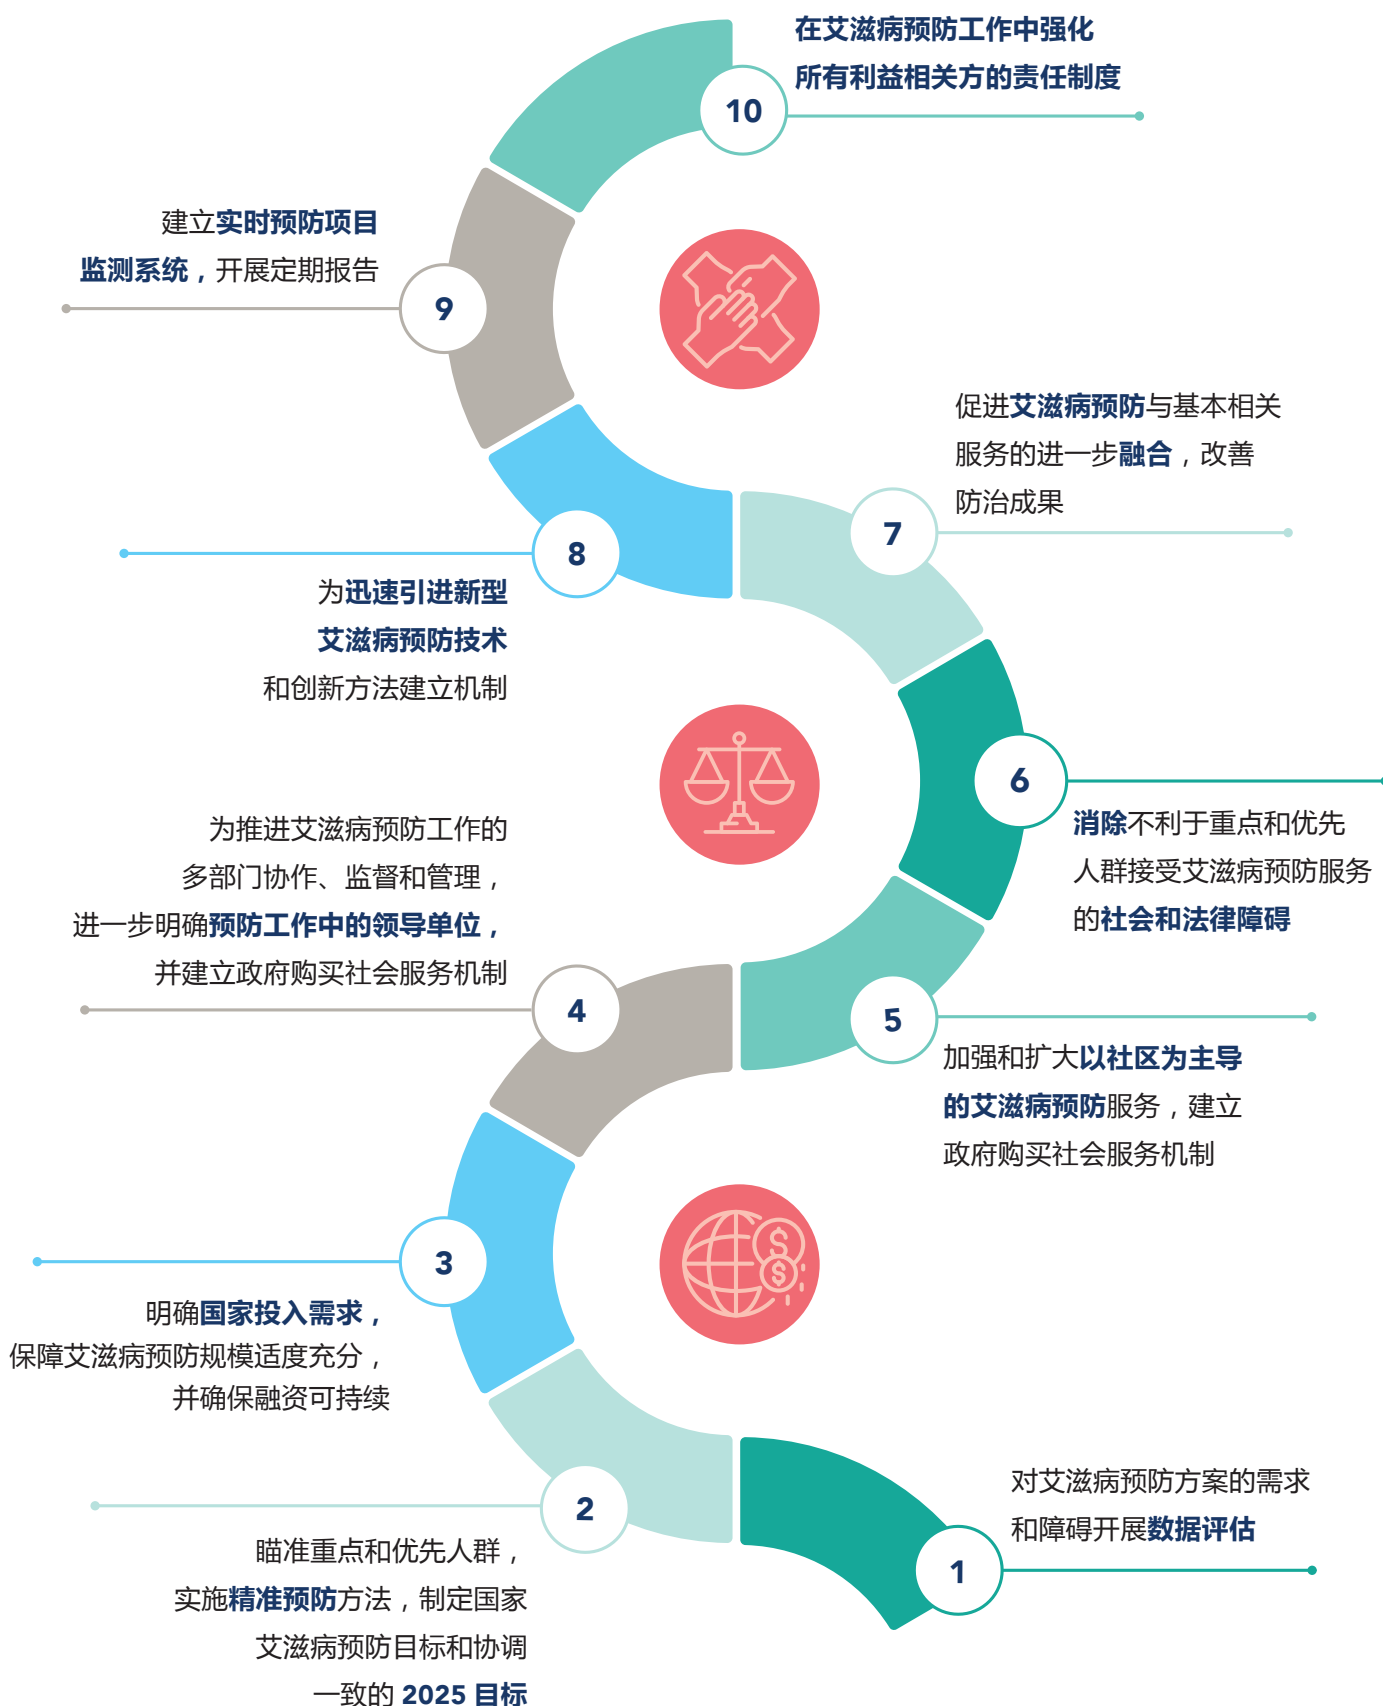 在艾滋病预防工作中强化
所有利益相关方的责任制度
10
建立实时预防项目
监测系统，开展定期报告
9
促进艾滋病预防与基本相关
服务的进一步融合，改善
防治成果
7
8
为迅速引进新型
艾滋病预防技术
和创新方法建立机制
6
消除不利于重点和优先
人群接受艾滋病预防服务
的社会和法律障碍
为推进艾滋病预防工作的
多部门协作、监督和管理，
进一步明确预防工作中的领导单位，
并建立政府购买社会服务机制
4
5
加强和扩大以社区为主导
的艾滋病预防服务，建立
政府购买社会服务机制
3
明确国家投入需求，
保障艾滋病预防规模适度充分，
并确保融资可持续
$
$
对艾滋病预防方案的需求
和障碍开展数据评估
1
2
瞄准重点和优先人群，
实施精准预防方法，制定国家
艾滋病预防目标和协调
一致的 2025 目标